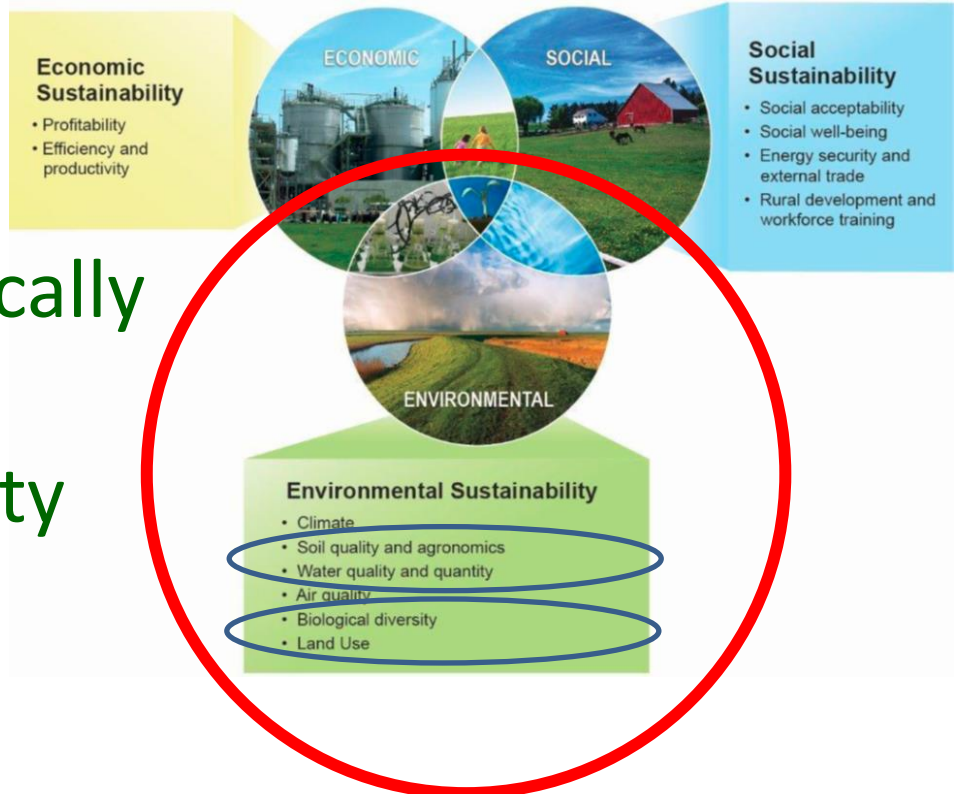 ECONOMIC
SOCIAL
Economic
Sustainability
• Profitability
• Efficiency and
productivity
Social
Sustainability
• Social acceptability
• Social well-being
• Energy security and
external trade
• Rural development and
workforce training
cally
ty
ENVIRONMENTAL
Environmental Sustainability
• Climate
• Soil quality and agronomics
• Water quality and quantity
• Air quality
• Biological diversity
• Land Use